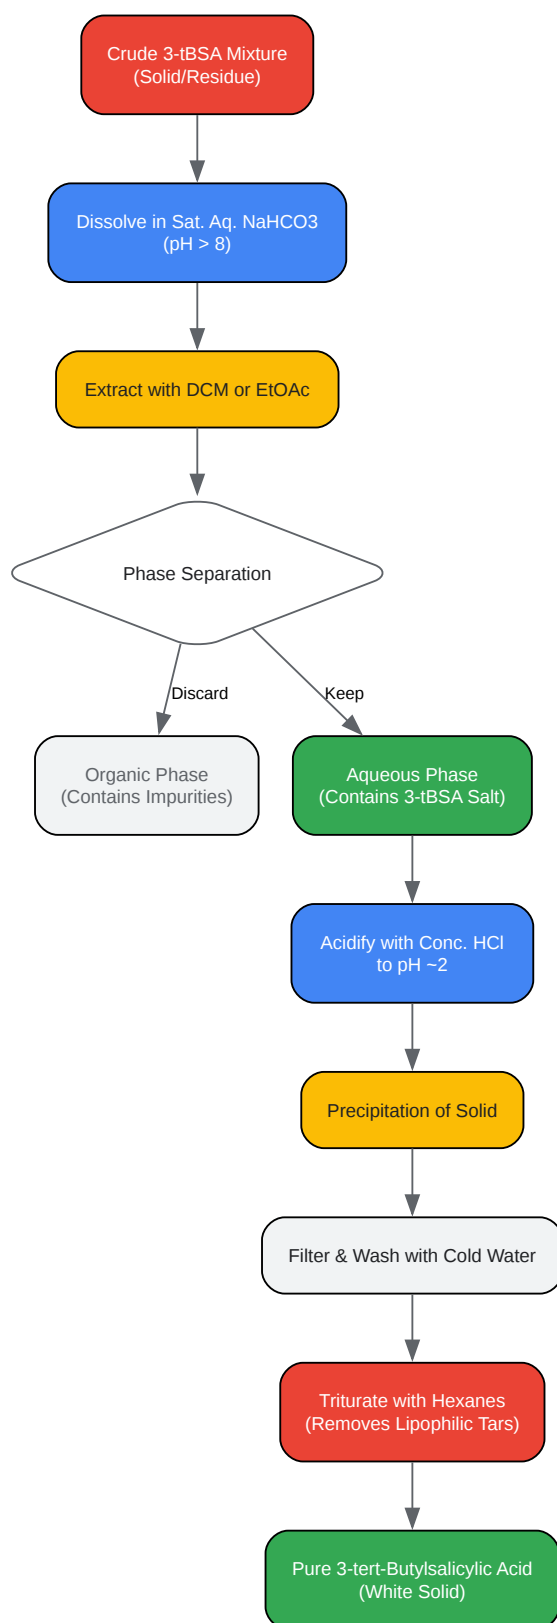 Crude 3-tBSA Mixture
(Solid/Residue)
Dissolve in Sat. Aq. NaHCO3
(pH > 8)
Extract with DCM or EtOAc
Phase Separation
Discard
Keep
Organic Phase
(Contains Impurities)
Aqueous Phase
(Contains 3-tBSA Salt)
Acidify with Conc. HCl
to pH ~2
Precipitation of Solid
Filter & Wash with Cold Water
Triturate with Hexanes
(Removes Lipophilic Tars)
Pure 3-tert-Butylsalicylic Acid
(White Solid)